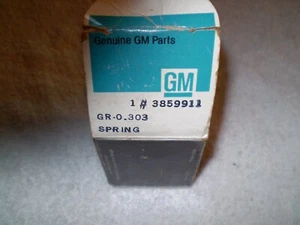 Genuine GM Parts
GM
1 # 3859911
GR-0.303
SPRING